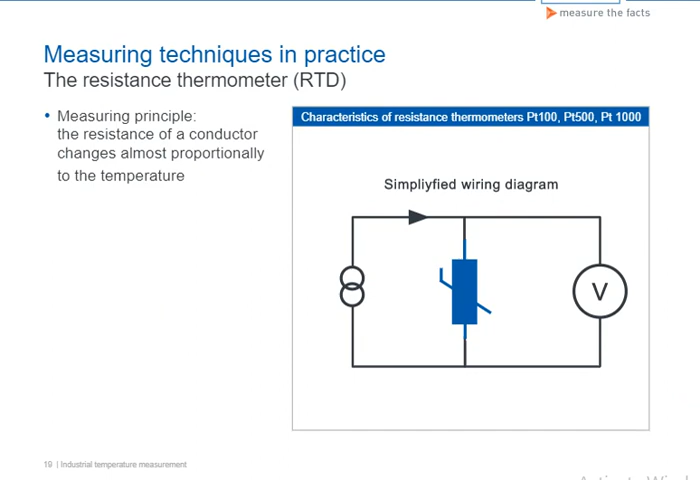 measure the facts
Measuring techniques in practice
The resistance thermometer (RTD)
• Measuring principle:
the resistance of a conductor
changes almost proportionally
to the temperature
Characteristics of resistance thermometers Pt100, Pt500, Pt 1000
Simpliyfied wiring diagram
V
19 | Industrial temperature measurement